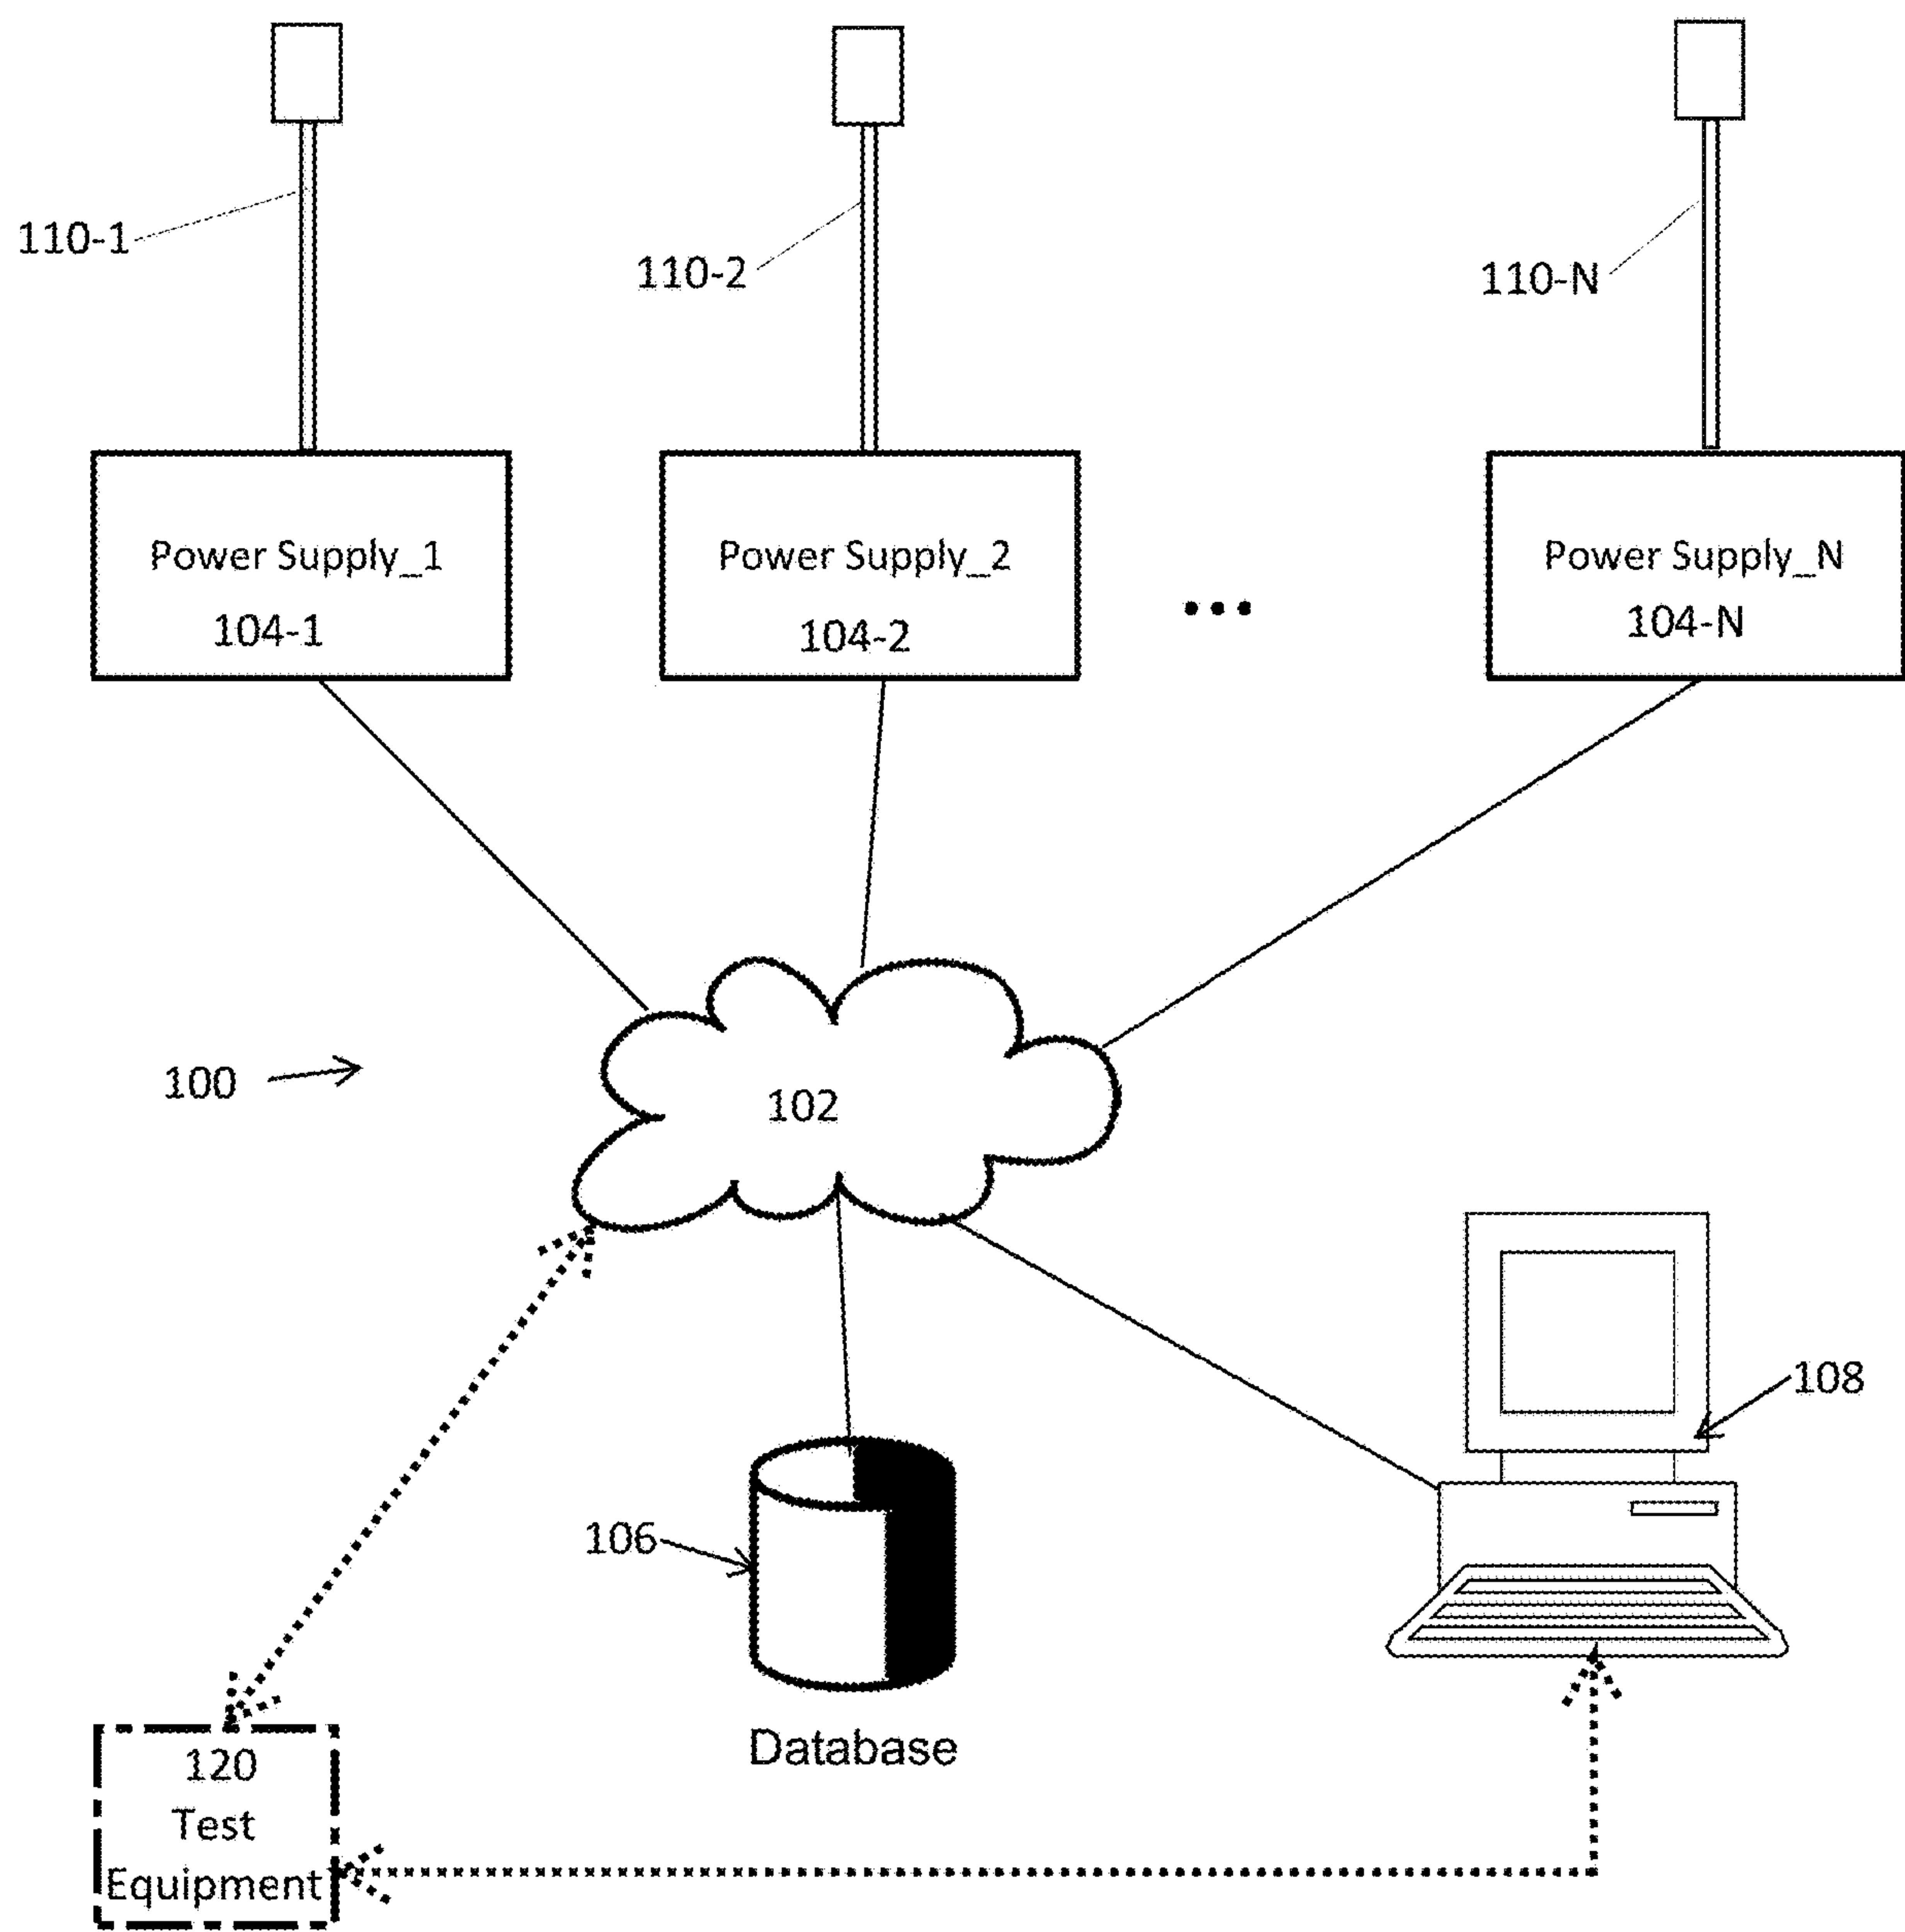 110-1
110-2
110-N
Power Supply_1
104-1
Power Supply_2
104-2
...
Power Supply_N
104-N
100
102
108
106
Database
120
Test
Equipment